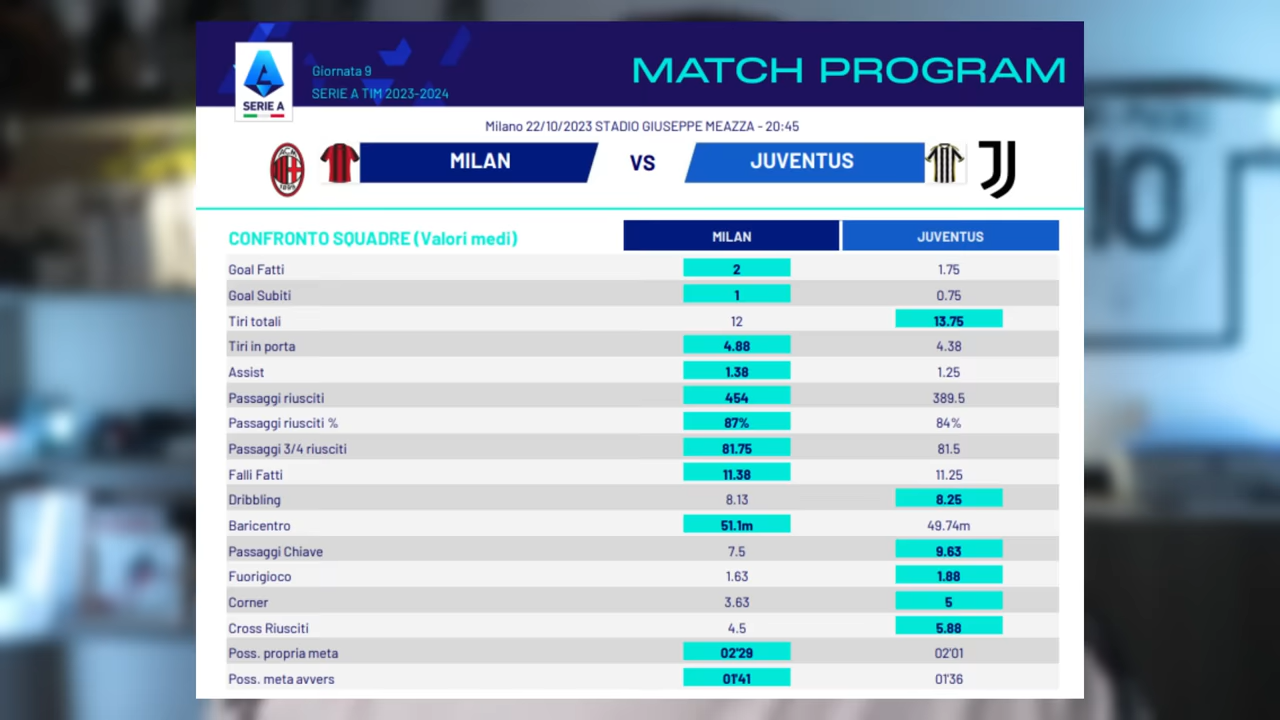 Giornata 9
SERIE A TIM 2023-2024
MATCH PROGRAM
SERIE A
Milano 22/10/2023 STADIO GIUSEPPE MEAZZA - 20:45
ACM 1899 MILAN VS JUVENTUS J
CONFRONTO SQUADRE (Valori medi) MILAN JUVENTUS
Goal Fatti 2 1.75
Goal Subiti 1 0.75
Tiri totali 12 13.75
Tiri in porta 4.88 4.38
Assist 1.38 1.25
Passaggi riusciti 454 389.5
Passaggi riusciti % 87% 84%
Passaggi 3/4 riusciti 81.75 81.5
Falli Fatti 11.38 11.25
Dribbling 8.13 8.25
Baricentro 51.1m 49.74m
Passaggi Chiave 7.5 9.63
Fuorigioco 1.63 1.88
Corner 3.63 5
Cross Riusciti 4.5 5.88
Poss. propria meta 02'29 02'01
Poss. meta avvers 01'41 01'36
10